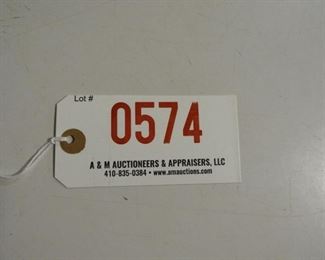 Lot #
0574
A & M AUCTIONEERS & APPRAISERS, LLC
410-835-0384 • www.amauctions.com